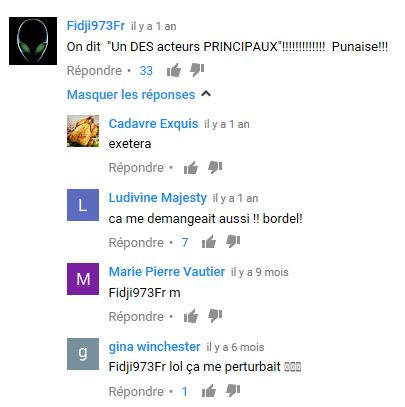 Fidji973Fr il y a 1 an
On dit "Un DES acteurs PRINCIPAUX"!!!!!!!!!!!!! Punaise!!!
Répondre • 33
Masquer les réponses
Cadavre Exquis il y a 1 an
exetera
Répondre •
L
Ludivine Majesty il y a 1 an
ca me demangeait aussi !! bordel!
Répondre • 7
M
Marie Pierre Vautier il y a 9 mois
Fidji973Fr m
Répondre •
g
gina winchester il y a 6 mois
Fidji973Fr lol ça me perturbait
Répondre • 1